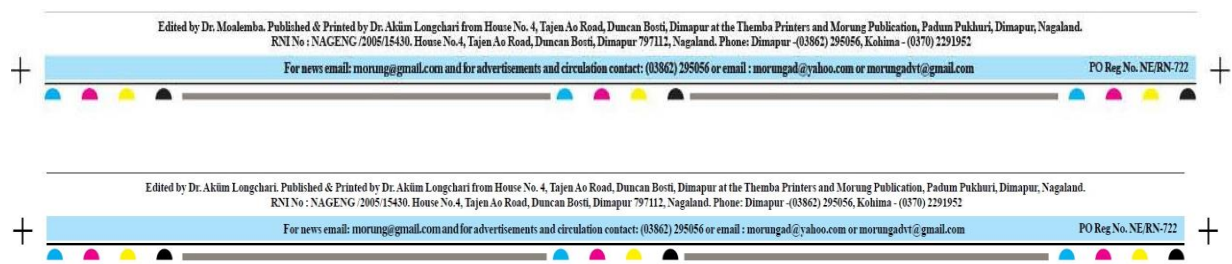 Edited by Dr. Moalemba. Published & Printed by Dr. Aküm Longchari from House No. 4, Tajen Ao Road, Duncan Bosti, Dimapur at the Themba Printers and Morung Publication, Padum Pukhuri, Dimapur, Nagaland.
RNI No : NAGENG /2005/15430. House No.4, Tajen Ao Road, Duncan Bosti, Dimapur 797112, Nagaland. Phone: Dimapur -(03862) 295056, Kohima - (0370) 2291952
For news email: morung@gmail.com and for advertisements and circulation contact: (03862) 295056 or email : morungad@yahoo.com or morungadvt@gmail.com PO Reg No. NE/RN-722
Edited by Dr. Aküm Longchari. Published & Printed by Dr. Aküm Longchari from House No. 4, Tajen Ao Road, Duncan Bosti, Dimapur at the Themba Printers and Morung Publication, Padum Pukhuri, Dimapur, Nagaland.
RNI No : NAGENG /2005/15430. House No.4, Tajen Ao Road, Duncan Bosti, Dimapur 797112, Nagaland. Phone: Dimapur -(03862) 295056, Kohima - (0370) 2291952
For news email: morung@gmail.com and for advertisements and circulation contact: (03862) 295056 or email : morungad@yahoo.com or morungadvt@gmail.com PO Reg No. NE/RN-722